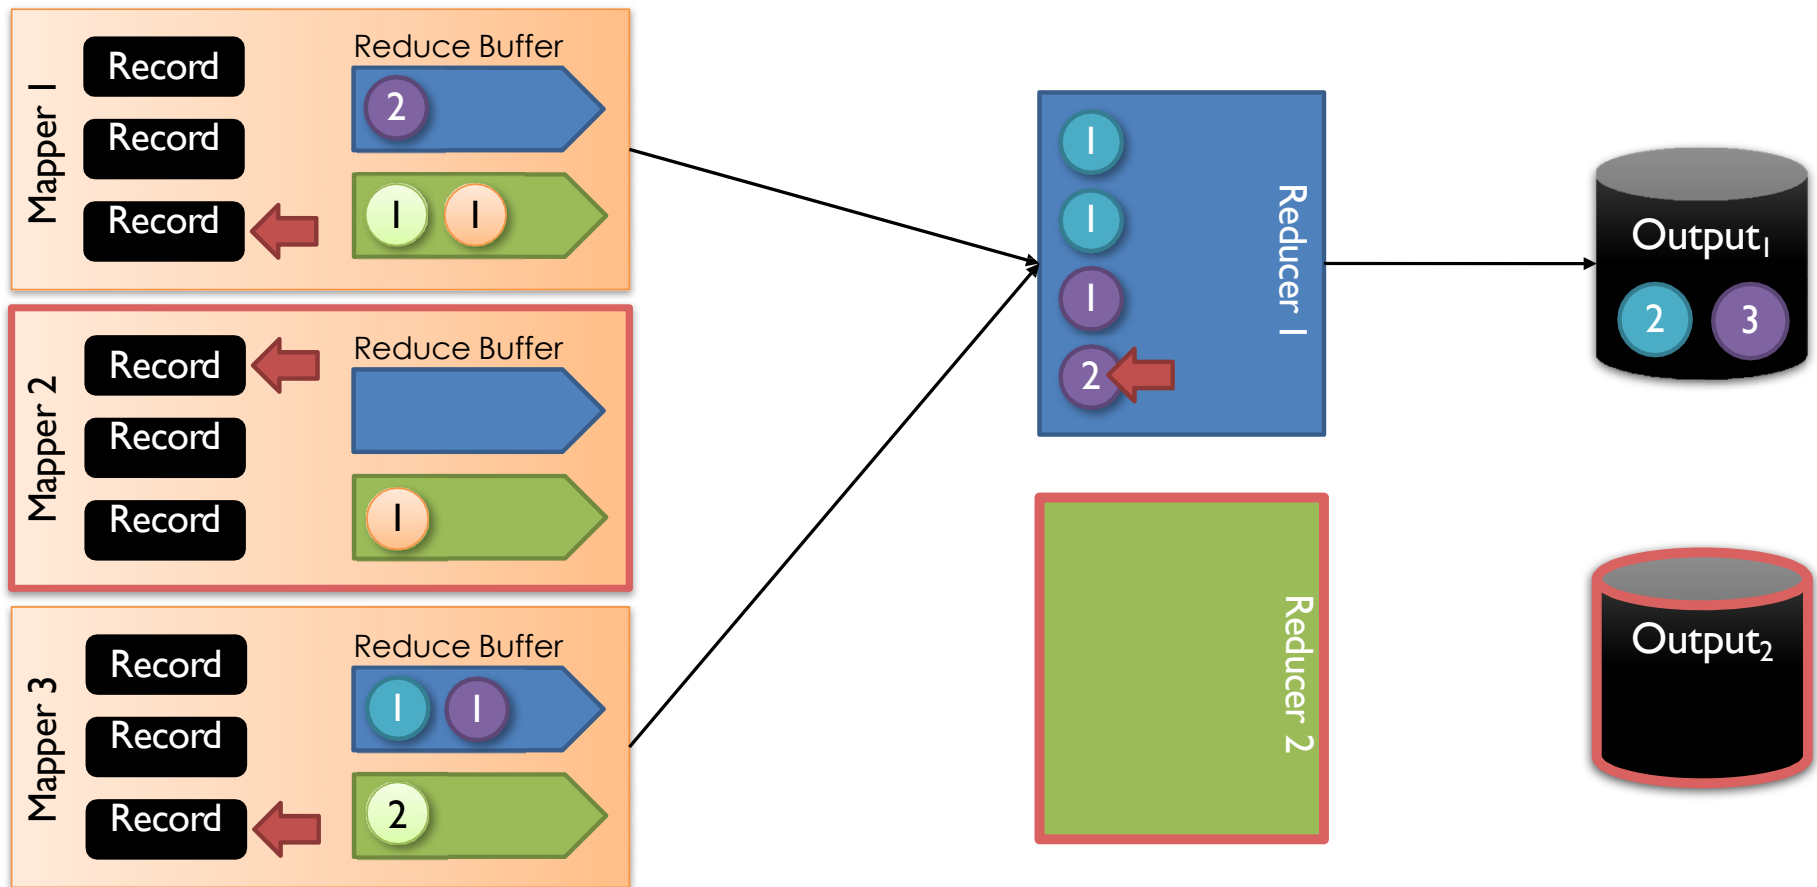 Mapper 1
Record
Record
Record
Reduce Buffer
2
1 1
Mapper 2
Record
Record
Record
Reduce Buffer
1
Mapper 3
Record
Record
Record
Reduce Buffer
1 1
2
Reducer 1
1
1
1
2
Reducer 2
Output1
2 3
Output2